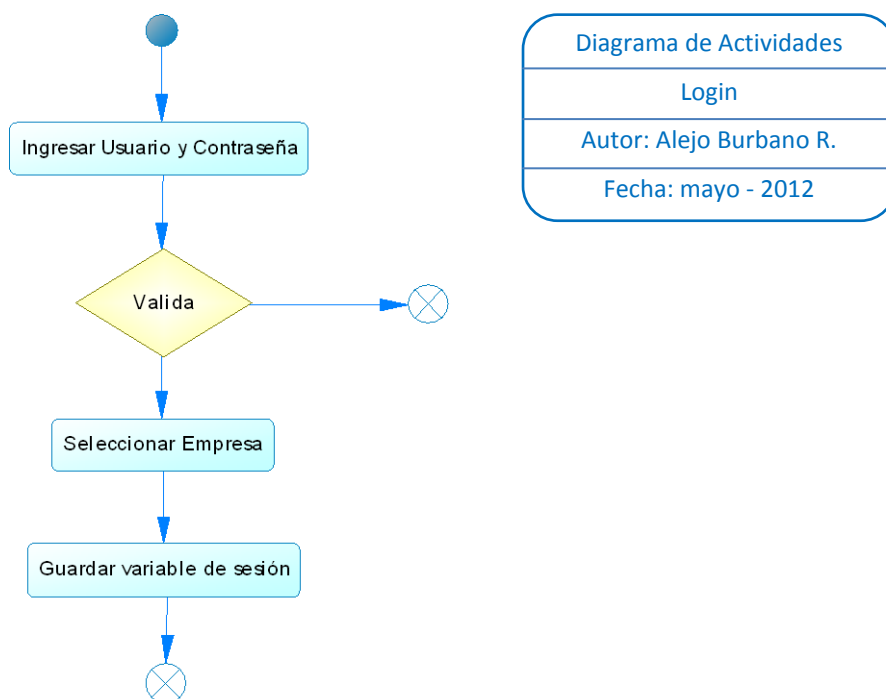 Diagrama de Actividades
Login
Autor: Alejo Burbano R.
Fecha: mayo - 2012
Ingresar Usuario y Contraseña
Valida
Seleccionar Empresa
Guardar variable de sesión